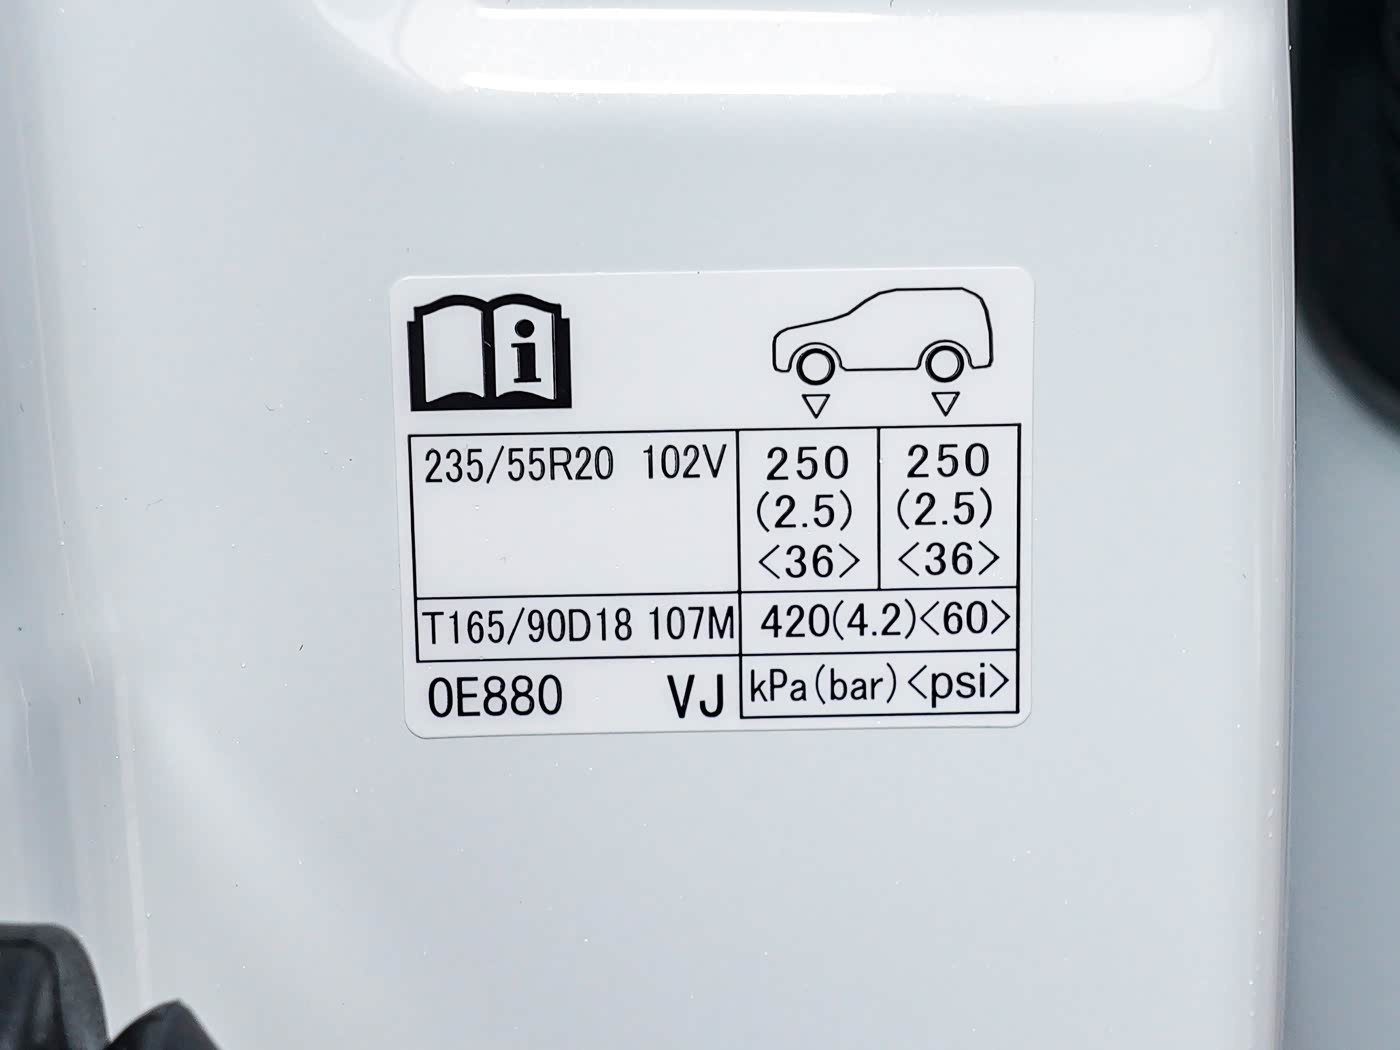 i
235/55R20 102V 250 250
(2.5) (2.5)
<36> <36>
T165/90D18 107M 420(4.2)<60>
0E880 VJ kPa(bar)<psi>